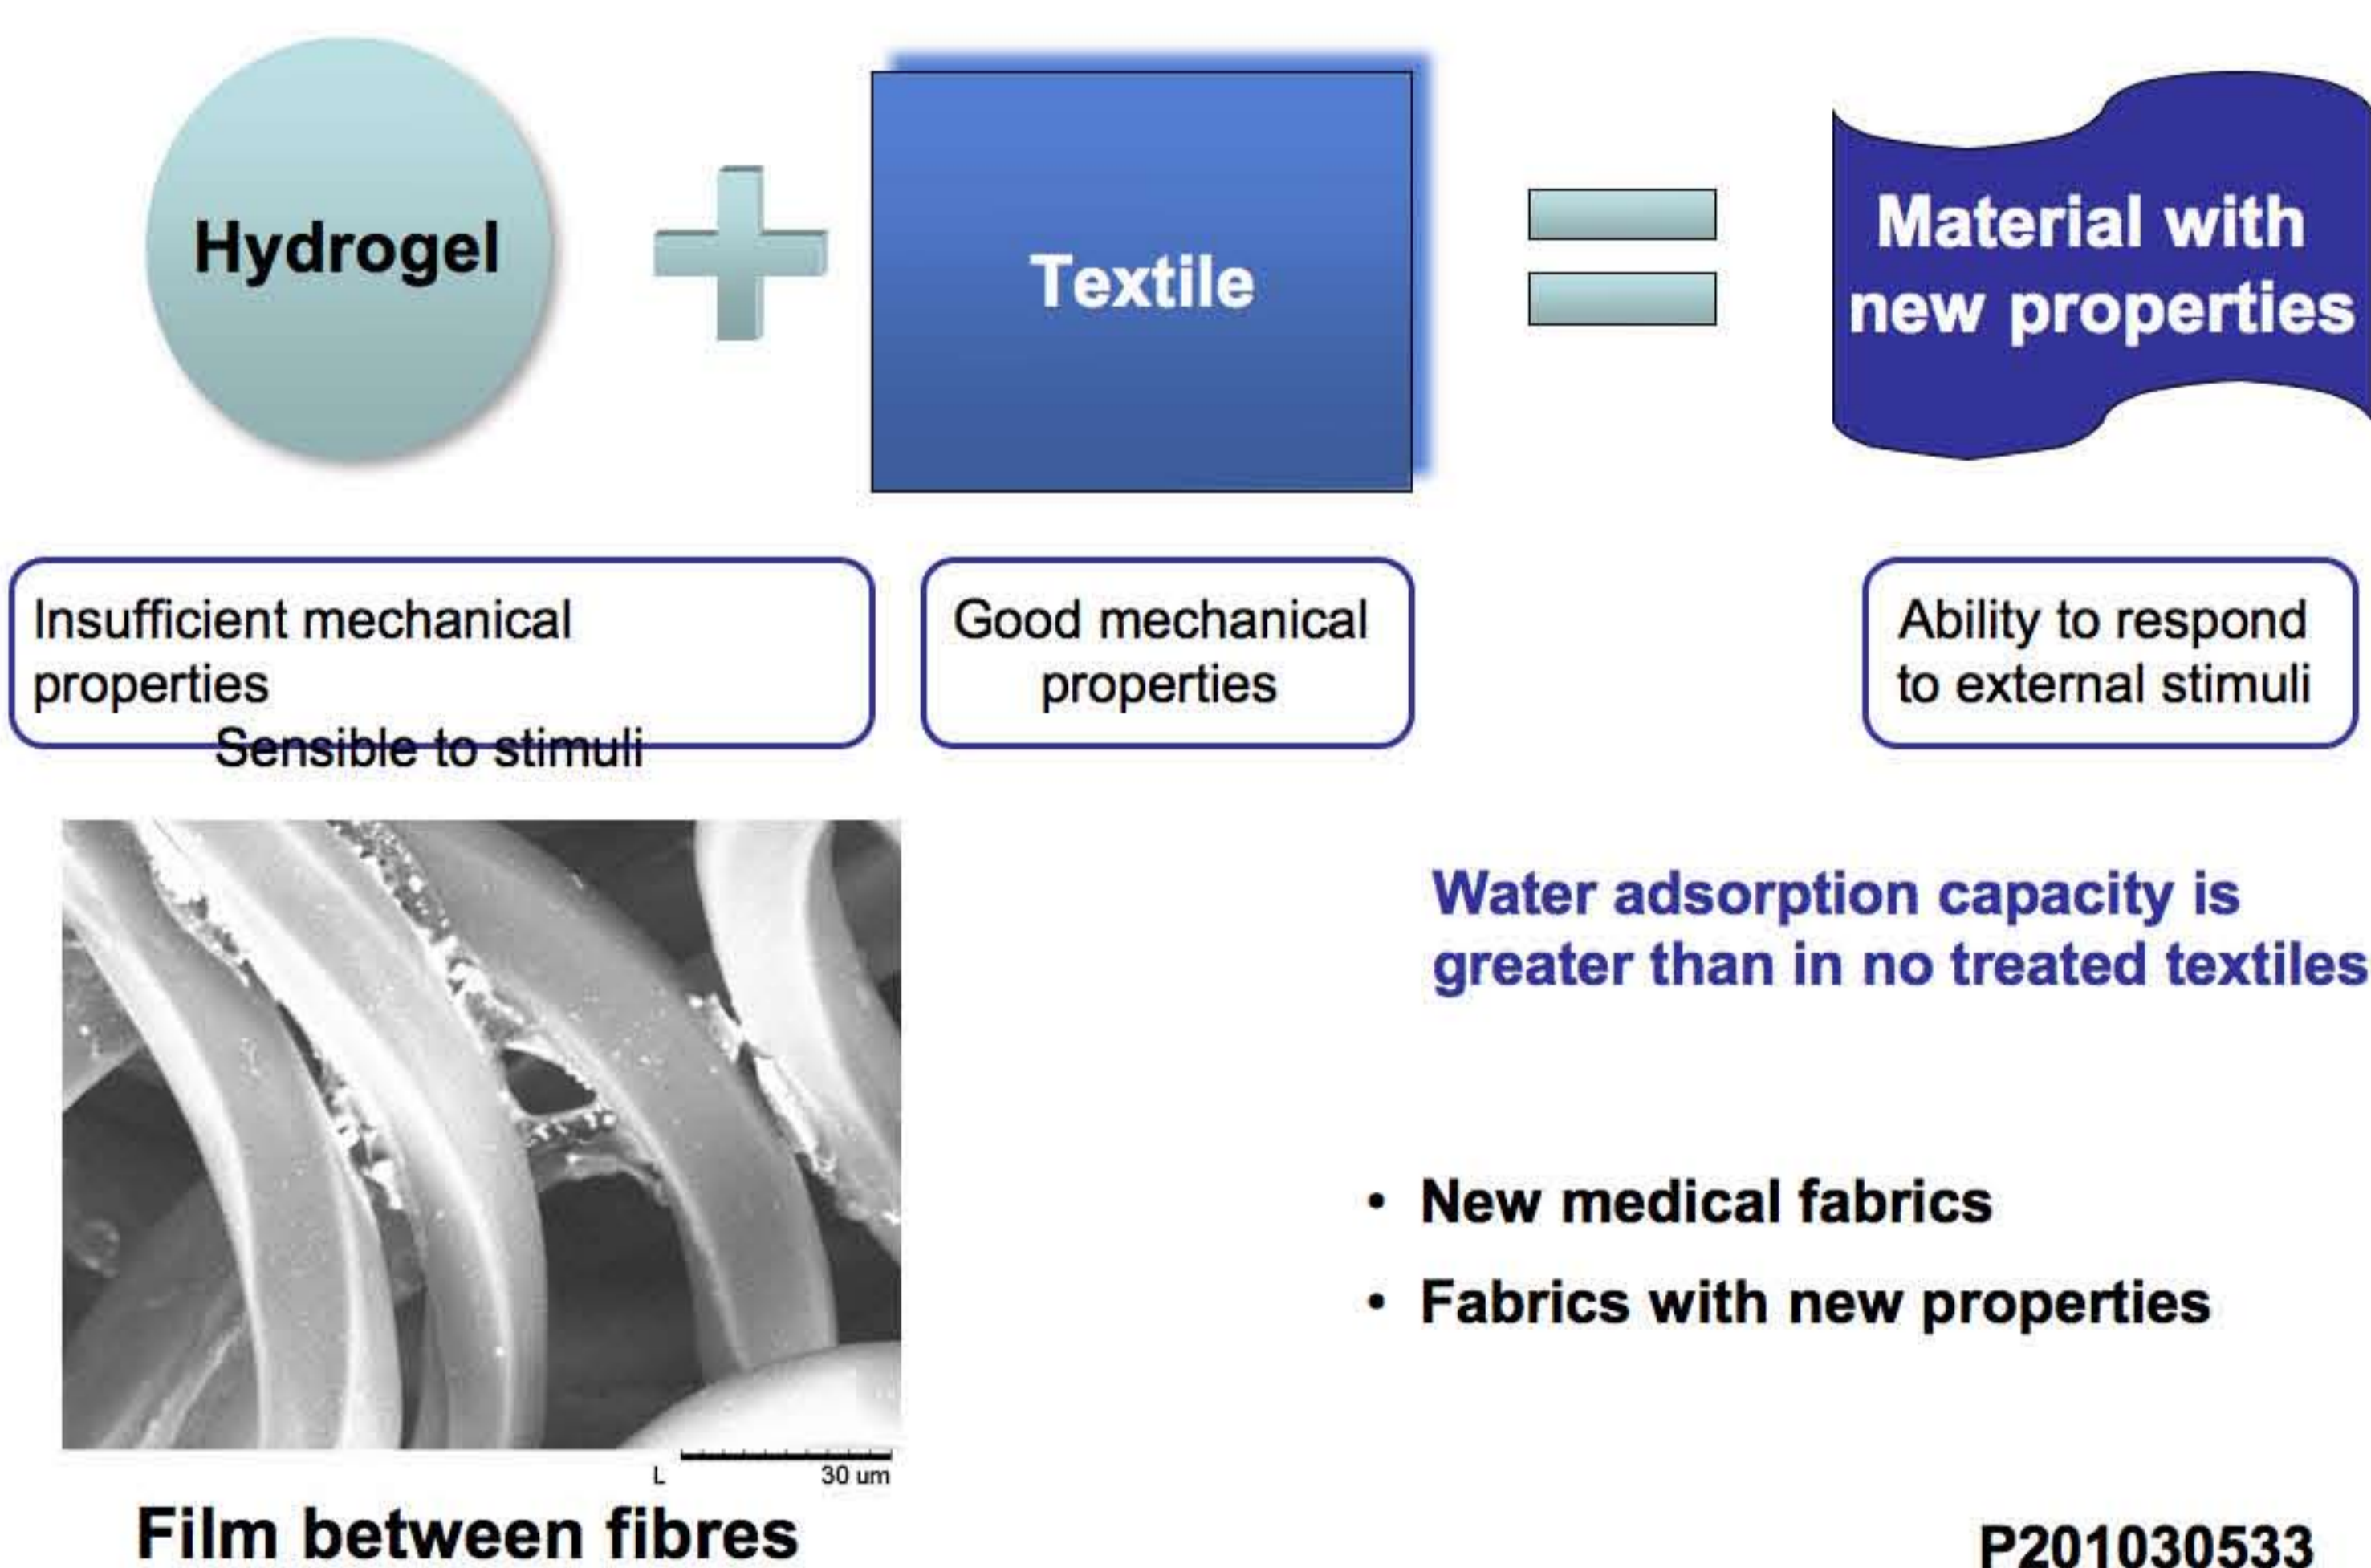 Hydrogel
Textile
Material with
new properties
Insufficient mechanical
properties
Sensible to stimuli
Good mechanical
properties
Ability to respond
to external stimuli
Water adsorption capacity is
greater than in no treated textiles
• New medical fabrics
• Fabrics with new properties
L 30 um
Film between fibres
P201030533